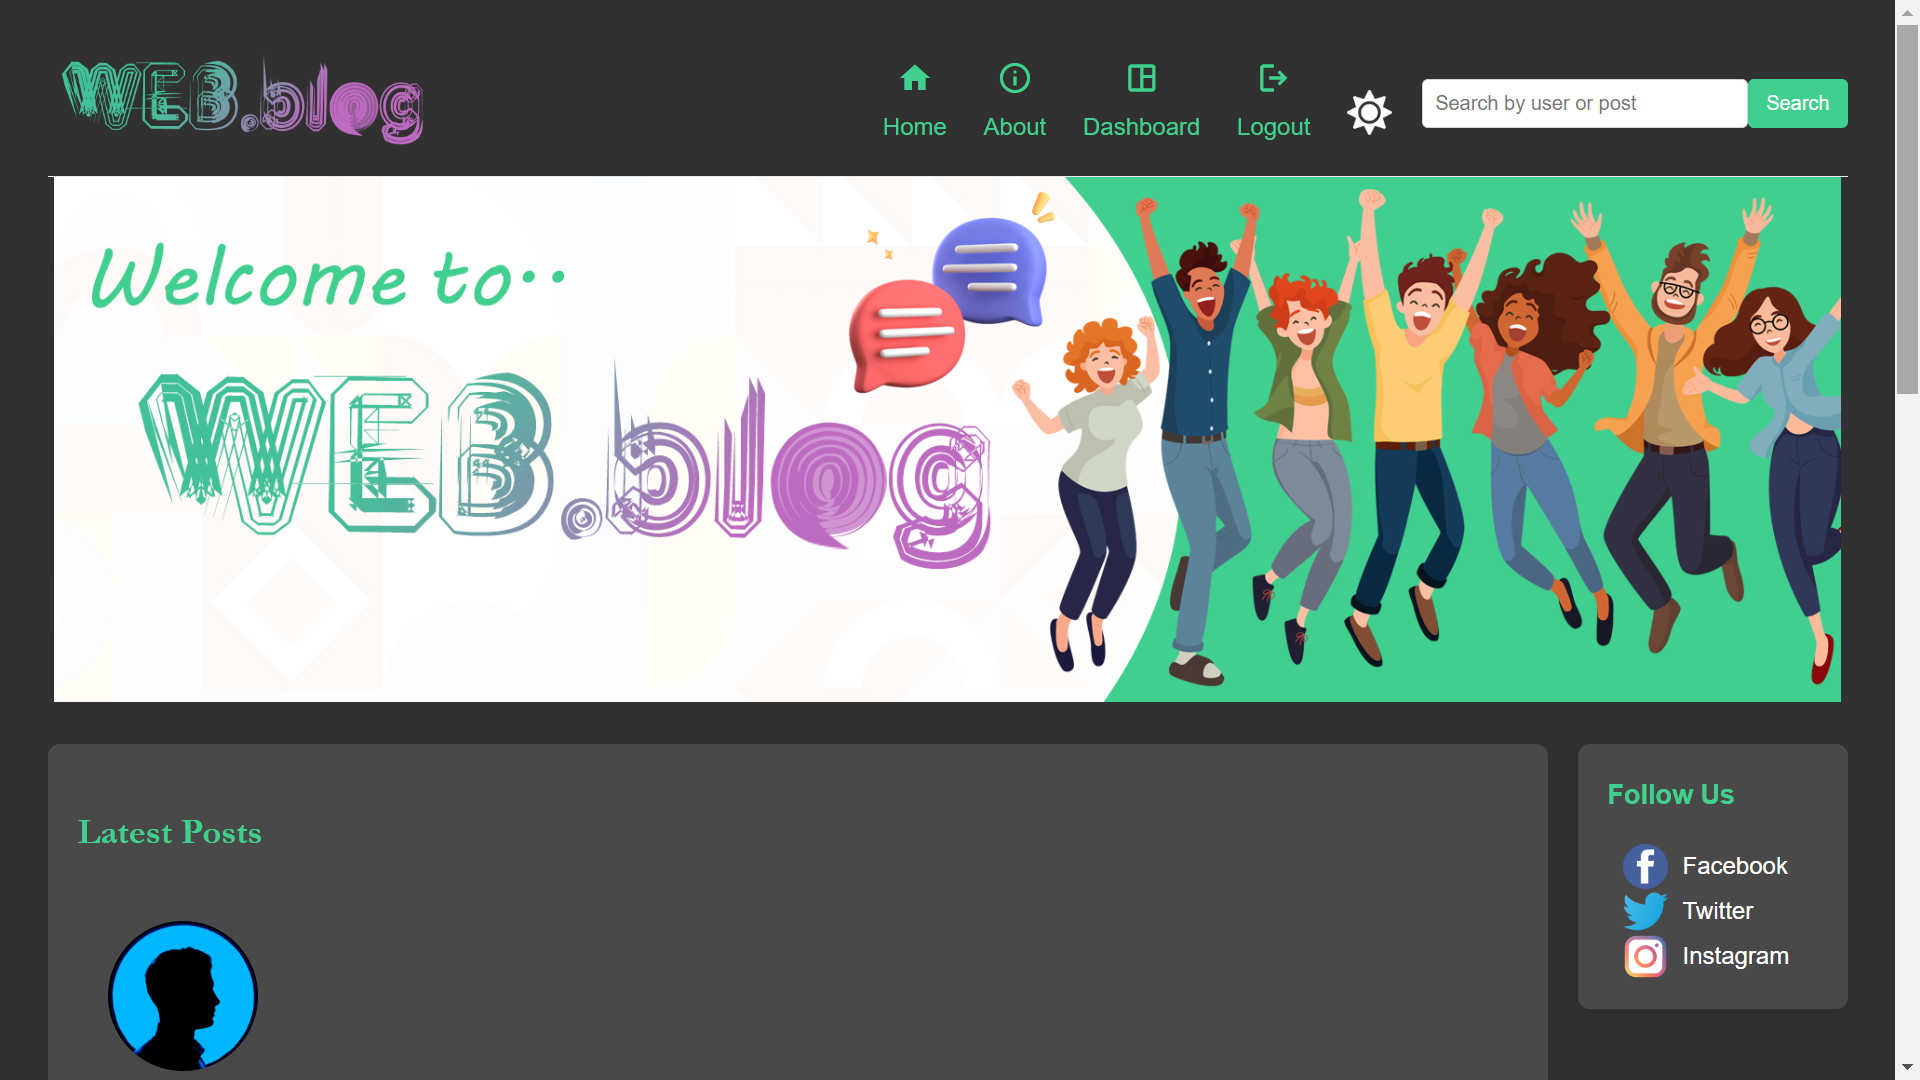 WEB.blog
Home
About
Dashboard
Logout
Search by user or post
Search
Welcome to..
WEB.blog
Latest Posts
Follow Us
Facebook
Twitter
Instagram